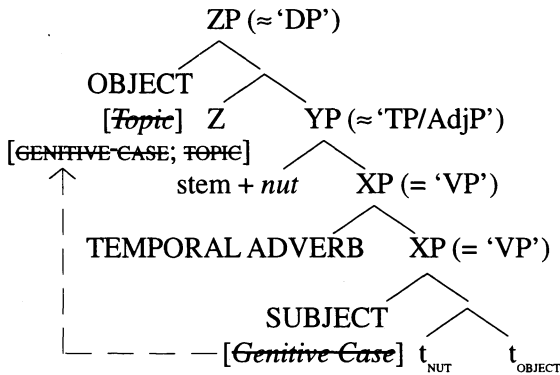 ZP (≈ ‘DP’)
OBJECT
[Topic] Z YP (≈ ‘TP/AdjP’)
[GENITIVE CASE; TOPIC]
stem + nut XP (= ‘VP’)
TEMPORAL ADVERB XP (= ‘VP’)
SUBJECT
[Genitive Case] tNUT tOBJECT